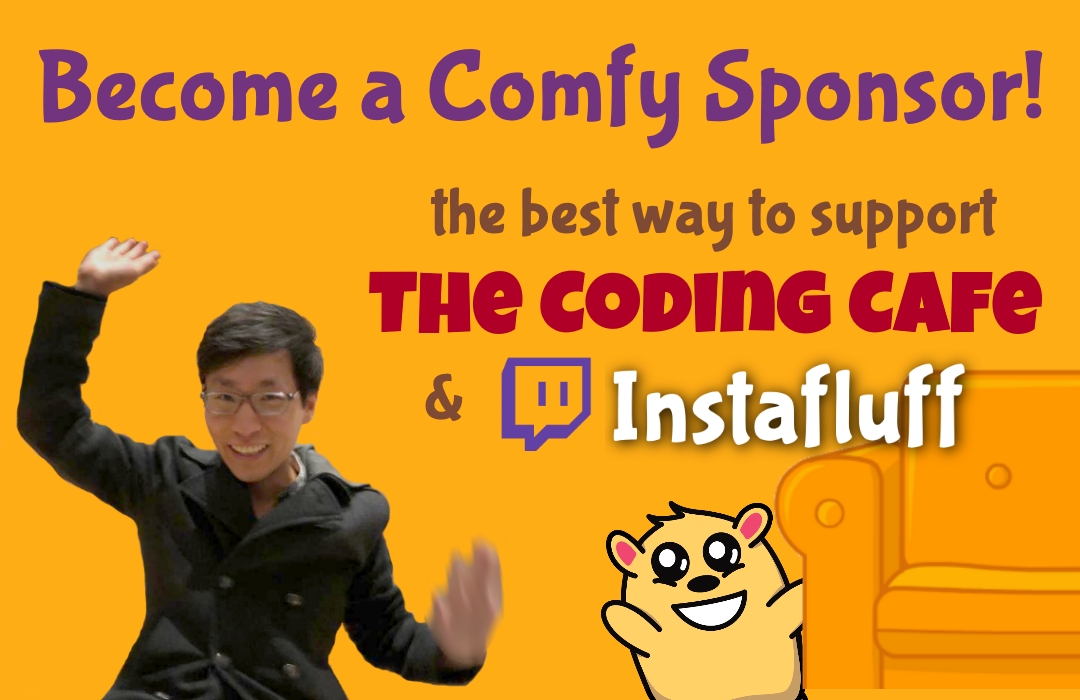 Become a Comfy Sponsor!
the best way to support
THE CODING CAFE
& Instafluff